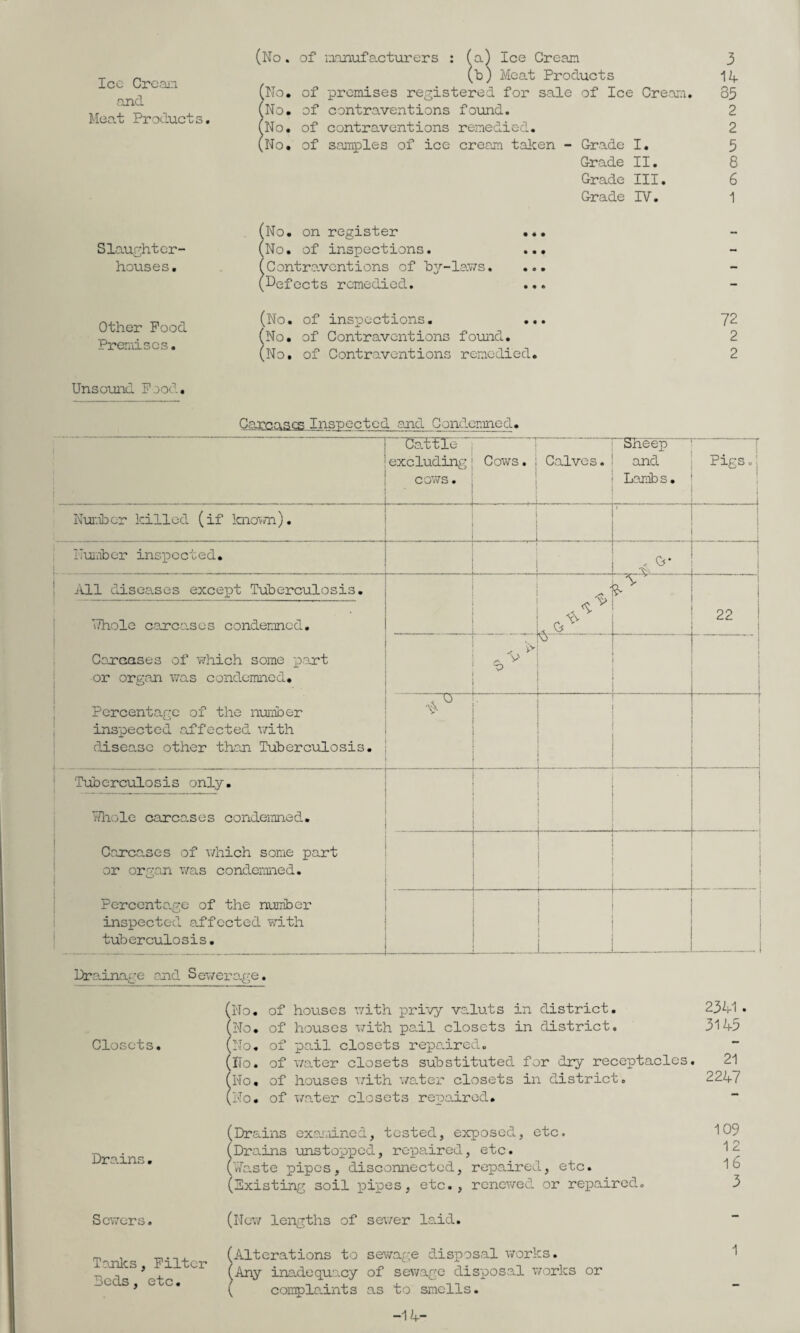 Ice Cream
and
Meat Products.
(No. of manufacturers : (a) Ice Cream 3
(b) Meat Products 14
(No. of premises registered for sale of Ice Cream. 85
(No. of contraventions found. 2
(No. of contraventions remedied. 2
(No. of samples of ice cream taken - Grade I. 5
Grade II. 8
Grade III. 6
Grade IV. 1
Slaughter-
houses.
(No. on register ... -
(No. of inspections. ... -
(Contraventions of by-laws. ... -
(Defects remedied. ... -
Other Food
Premises.
(No. of inspections. ... 72
(No. of Contraventions found. 2
(No. of Contraventions remedied. 2
Unsound Food.
Carcases Inspected and Condemned.
Cattle excluding cows. Cows. Calves. Sheep and Lambs. Pigs.
Number killed (if known).
Number inspected.
All diseases except Tuberculosis.
Whole carcases condemned. 22
Carcases of which some part
or organ was condemned.
Percentage of the number
inspected affected with
disease other than Tuberculosis.
NO SLAUGHTERING.
Tuberculosis only.
Whole carcases condemned.
Carcases of which some part
or organ was condemned.
Percentage of the number
inspected affected with
tuberculosis.
Drainage and Sewerage.
Closets.
(No. of houses with privy valuts in district. 2341.
(No. of houses with pail closets in district. 3145
(No. of pail closets repaired. -
(No. of water closets substituted for dry receptacles. 21
(No. of houses with water closets in district. 2247
(No. of water closets repaired. -
Drains.
(Drains examined, tested, exposed, etc. 109
(Drains unstopped, repaired, etc. 12
(Waste pipes, disconnected, repaired, etc. 16
(Existing soil pipes, etc., renewed or repaired. 3
Sewers. (New lengths of sewer laid. -
Tanks, Filter
Beds, etc.
(Alterations to sewage disposal works. 1
(Any inadequacy of sewage disposal works or
( complaints as to smells. -
-14-